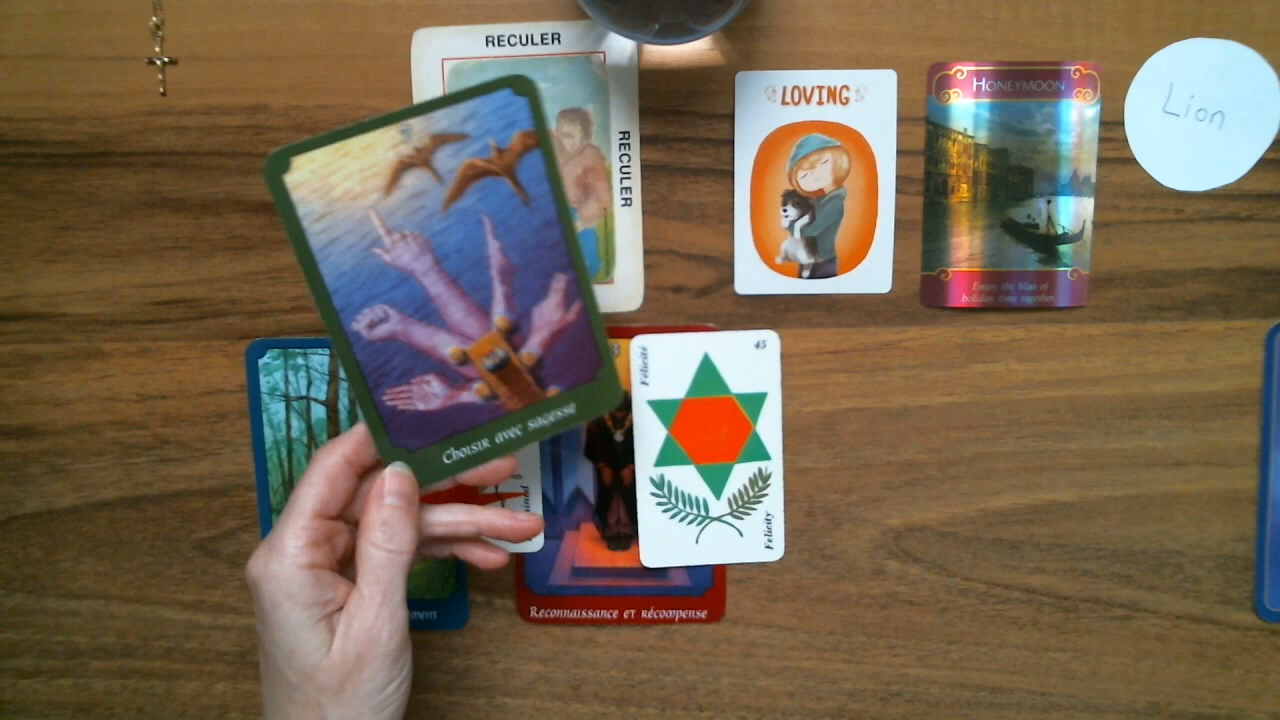 RECULER
RECULER
LOVING
HONEYMOON
Enjoy the bliss of
holiday time together.
Lion
Choisir avec sagesse
Félicité
45
Felicity
Reconnaissance et récompense